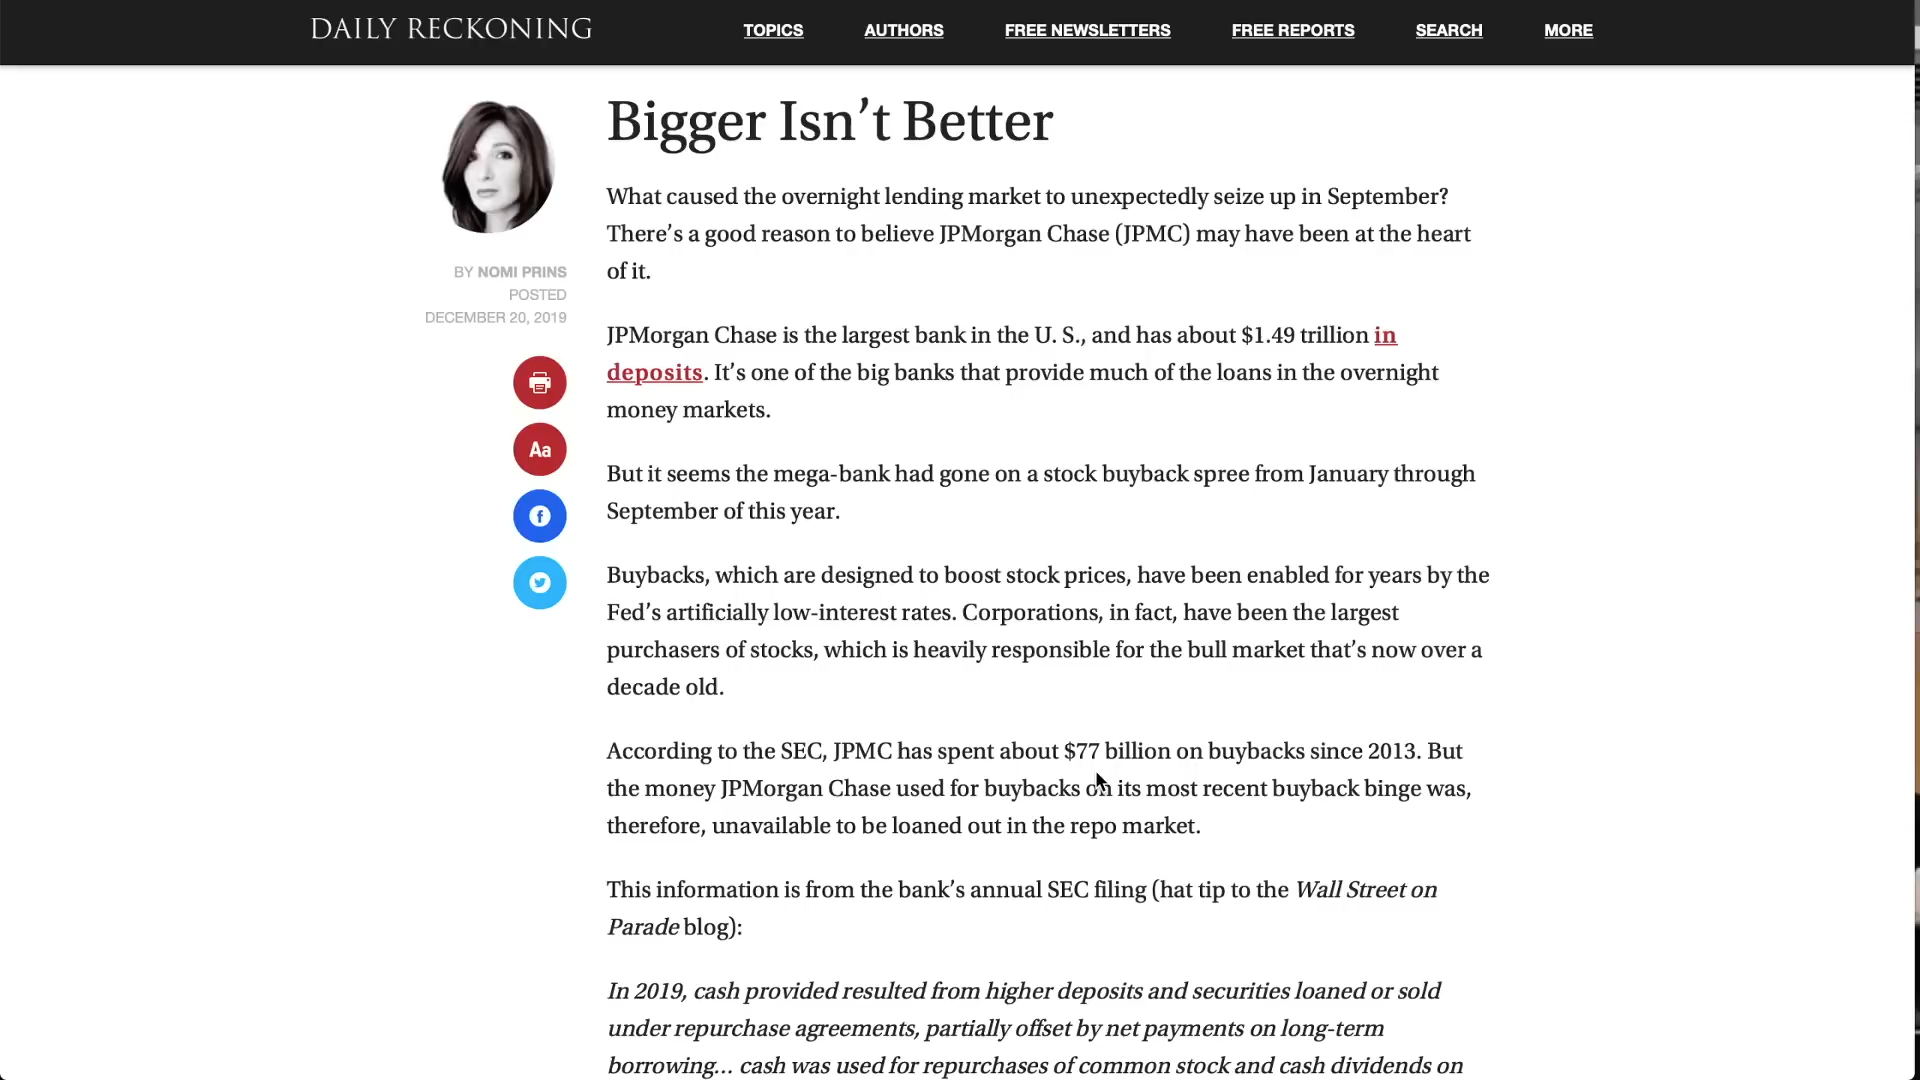 DAILY RECKONING
TOPICS
AUTHORS
FREE NEWSLETTERS
FREE REPORTS
SEARCH
MORE
BY NOMI PRINS
POSTED
DECEMBER 20, 2019
Aa
Bigger Isn’t Better
What caused the overnight lending market to unexpectedly seize up in September?
There’s a good reason to believe JPMorgan Chase (JPMC) may have been at the heart
of it.
JPMorgan Chase is the largest bank in the U. S., and has about $1.49 trillion in
deposits. It’s one of the big banks that provide much of the loans in the overnight
money markets.
But it seems the mega-bank had gone on a stock buyback spree from January through
September of this year.
Buybacks, which are designed to boost stock prices, have been enabled for years by the
Fed’s artificially low-interest rates. Corporations, in fact, have been the largest
purchasers of stocks, which is heavily responsible for the bull market that’s now over a
decade old.
According to the SEC, JPMC has spent about $77 billion on buybacks since 2013. But
the money JPMorgan Chase used for buybacks on its most recent buyback binge was,
therefore, unavailable to be loaned out in the repo market.
This information is from the bank’s annual SEC filing (hat tip to the Wall Street on
Parade blog):
In 2019, cash provided resulted from higher deposits and securities loaned or sold
under repurchase agreements, partially offset by net payments on long-term
borrowing… cash was used for repurchases of common stock and cash dividends on